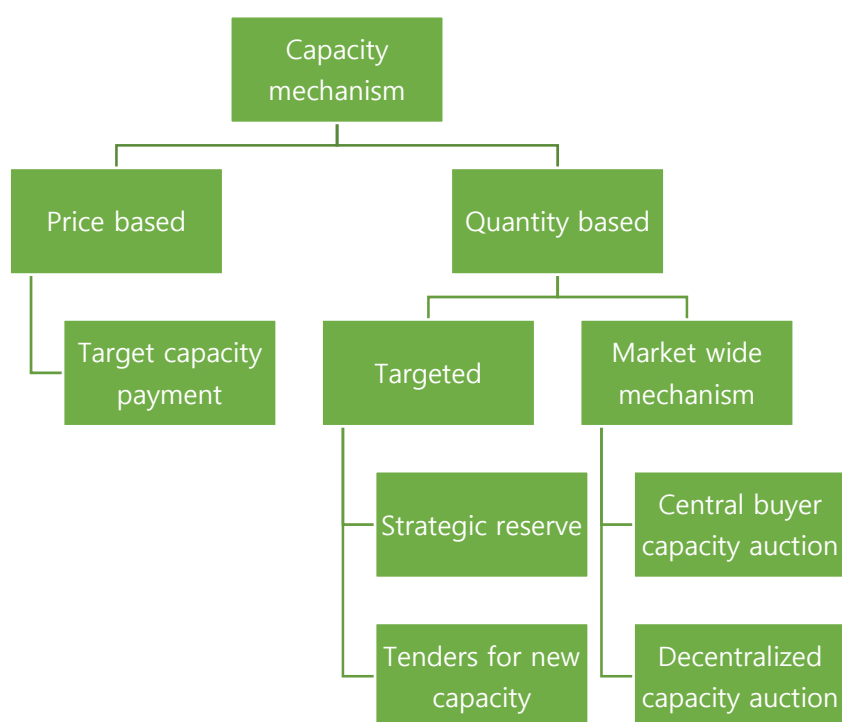 Capacity
mechanism
Price based
Quantity based
Target capacity
payment
Targeted
Market wide
mechanism
Strategic reserve
Central buyer
capacity auction
Tenders for new
capacity
Decentralized
capacity auction